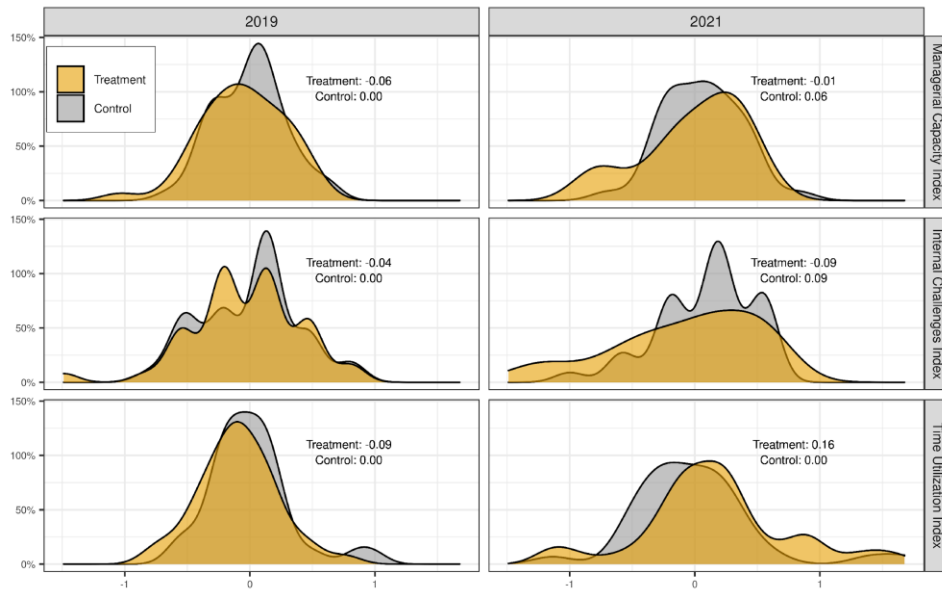 2019
2021
150%
100%
50%
0%
Treatment
Control
Treatment: -0.06
Control: 0.00
Treatment: -0.01
Control: 0.06
Managerial Capacity Index
150%
100%
50%
0%
Treatment: -0.04
Control: 0.00
Treatment: -0.09
Control: 0.09
Internal Challenges Index
150%
100%
50%
0%
Treatment: -0.09
Control: 0.00
Treatment: 0.16
Control: 0.00
Time Utilization Index
-1 0 1
-1 0 1